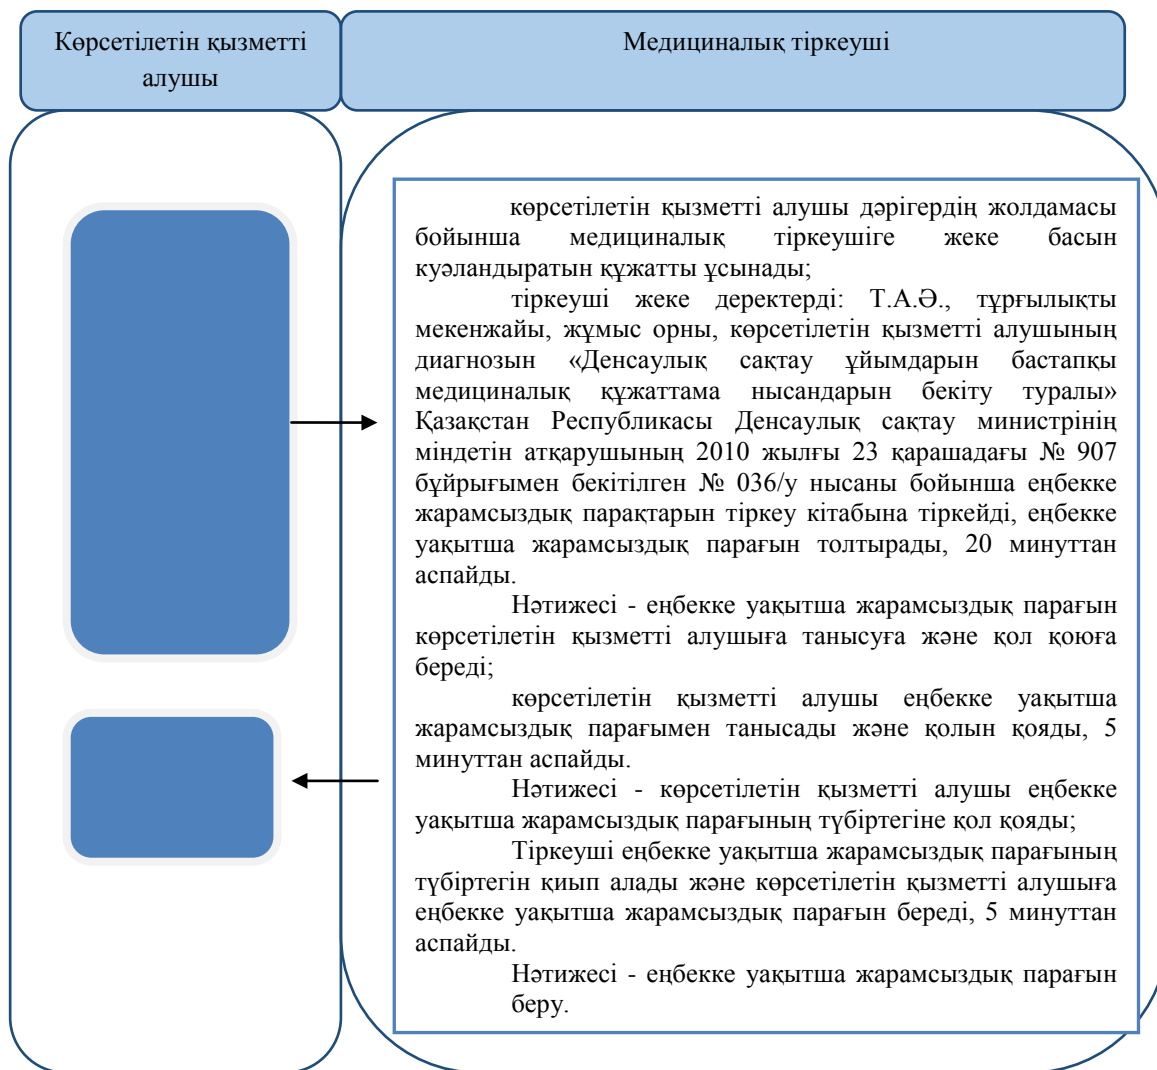 Көрсетілетін қызметті
алушы
Медициналық тіркеуші
көрсетілетін қызметті алушы дәрігердің жолдамасы
бойынша медициналық тіркеушіге жеке басын
куәландыратын құжатты ұсынады;
тіркеуші жеке деректерді: Т.А.Ә., тұрғылықты
мекенжайы, жұмыс орны, көрсетілетін қызметті алушының
диагнозын «Денсаулық сақтау ұйымдарын бастапқы
медициналық құжаттама нысандарын бекіту туралы»
Қазақстан Республикасы Денсаулық сақтау министрінің
міндетін атқарушының 2010 жылғы 23 қарашадағы № 907
бұйрығымен бекітілген № 036/у нысаны бойынша еңбекке
жарамсыздық парақтарын тіркеу кітабына тіркейді, еңбекке
уақытша жарамсыздық парағын толтырады, 20 минуттан
аспайды.
Нәтижесі - еңбекке уақытша жарамсыздық парағын
көрсетілетін қызметті алушыға танысуға және қол қоюға
береді;
көрсетілетін қызметті алушы еңбекке уақытша
жарамсыздық парағымен танысады және қолын қояды, 5
минуттан аспайды.
Нәтижесі - көрсетілетін қызметті алушы еңбекке
уақытша жарамсыздық парағының түбіртегіне қол қояды;
Тіркеуші еңбекке уақытша жарамсыздық парағының
түбіртегін қиып алады және көрсетілетін қызметті алушыға
еңбекке уақытша жарамсыздық парағын береді, 5 минуттан
аспайды.
Нәтижесі - еңбекке уақытша жарамсыздық парағын
беру.